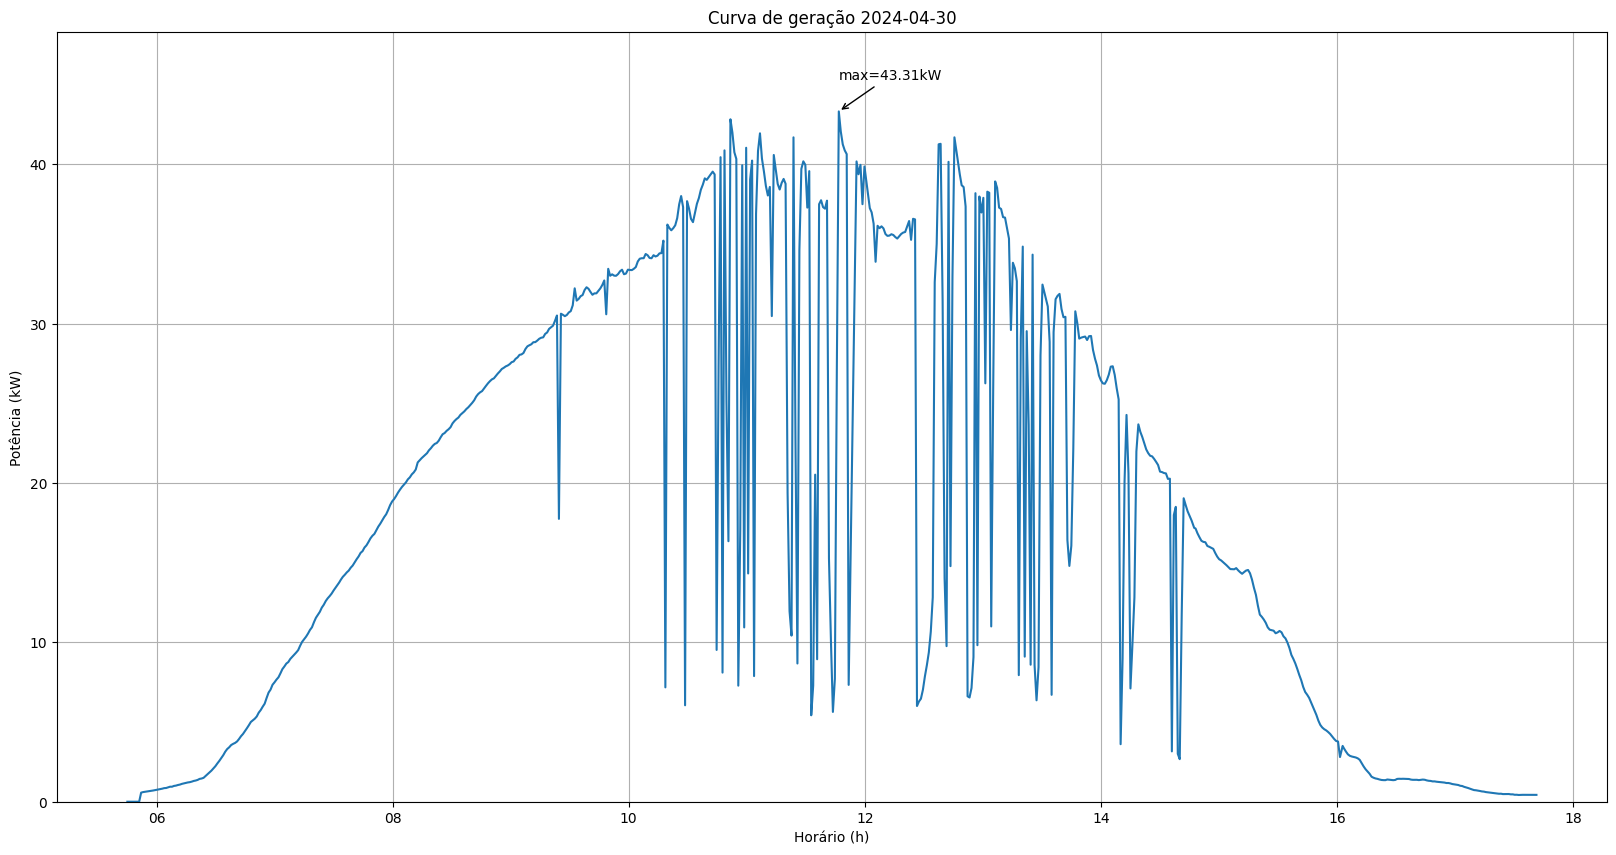 Curva de geração 2024-04-30
max=43.31kW
40
30
20
10
0
Potência (kW)
06 08 10 12 14 16 18
Horário (h)